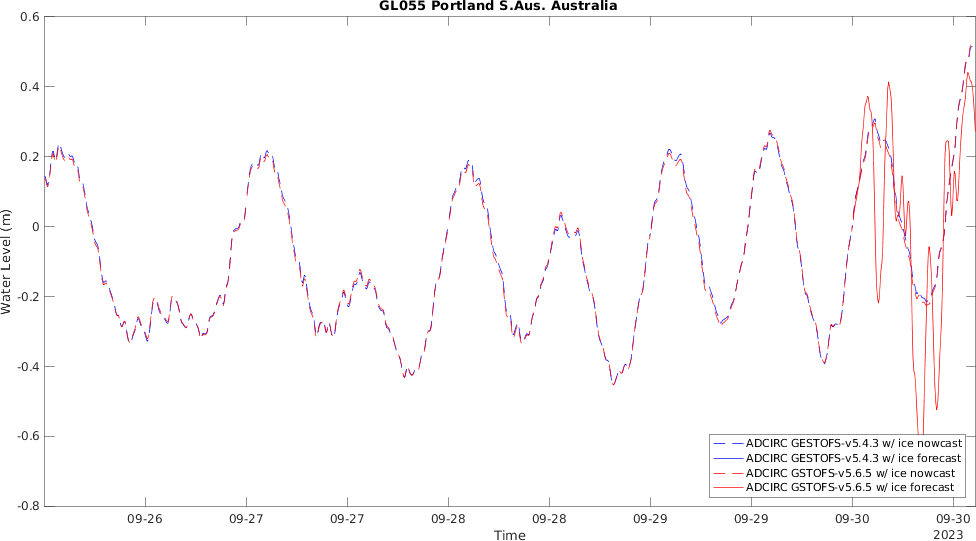 GL055 Portland S.Aus. Australia
0.6
0.4
0.2
0
-0.2
-0.4
-0.6
-0.8
Water Level (m)
ADCIRC GESTOFS-v5.4.3 w/ ice nowcast
ADCIRC GESTOFS-v5.4.3 w/ ice forecast
ADCIRC GSTOFS-v5.6.5 w/ ice nowcast
ADCIRC GSTOFS-v5.6.5 w/ ice forecast
09-26 09-27 09-27 09-28 09-28 09-29 09-29 09-30 09-30
2023
Time